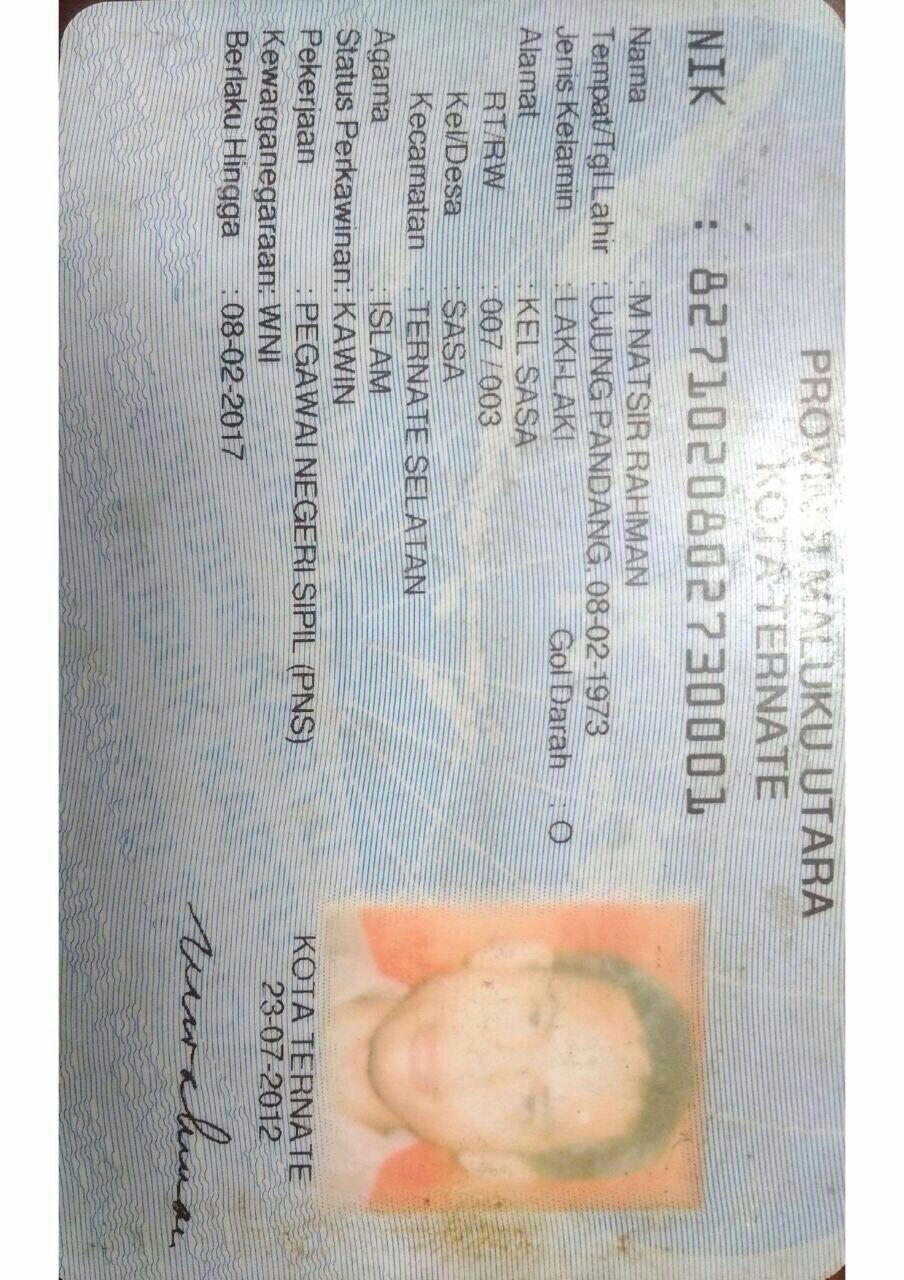 PROVINSI MALUKU UTARA
KOTA TERNATE
NIK : 8271020802730001
Nama : M NATSIR RAHMAN
Tempat/Tgl Lahir : UJUNG PANDANG, 08-02-1973
Jenis Kelamin : LAKI-LAKI Gol Darah : O
Alamat : KEL SASA
RT/RW : 007 / 003
Kel/Desa : SASA
Kecamatan : TERNATE SELATAN
Agama : ISLAM
Status Perkawinan: KAWIN
Pekerjaan : PEGAWAI NEGERI SIPIL (PNS)
Kewarganegaraan: WNI
Berlaku Hingga : 08-02-2017
KOTA TERNATE
23-07-2012